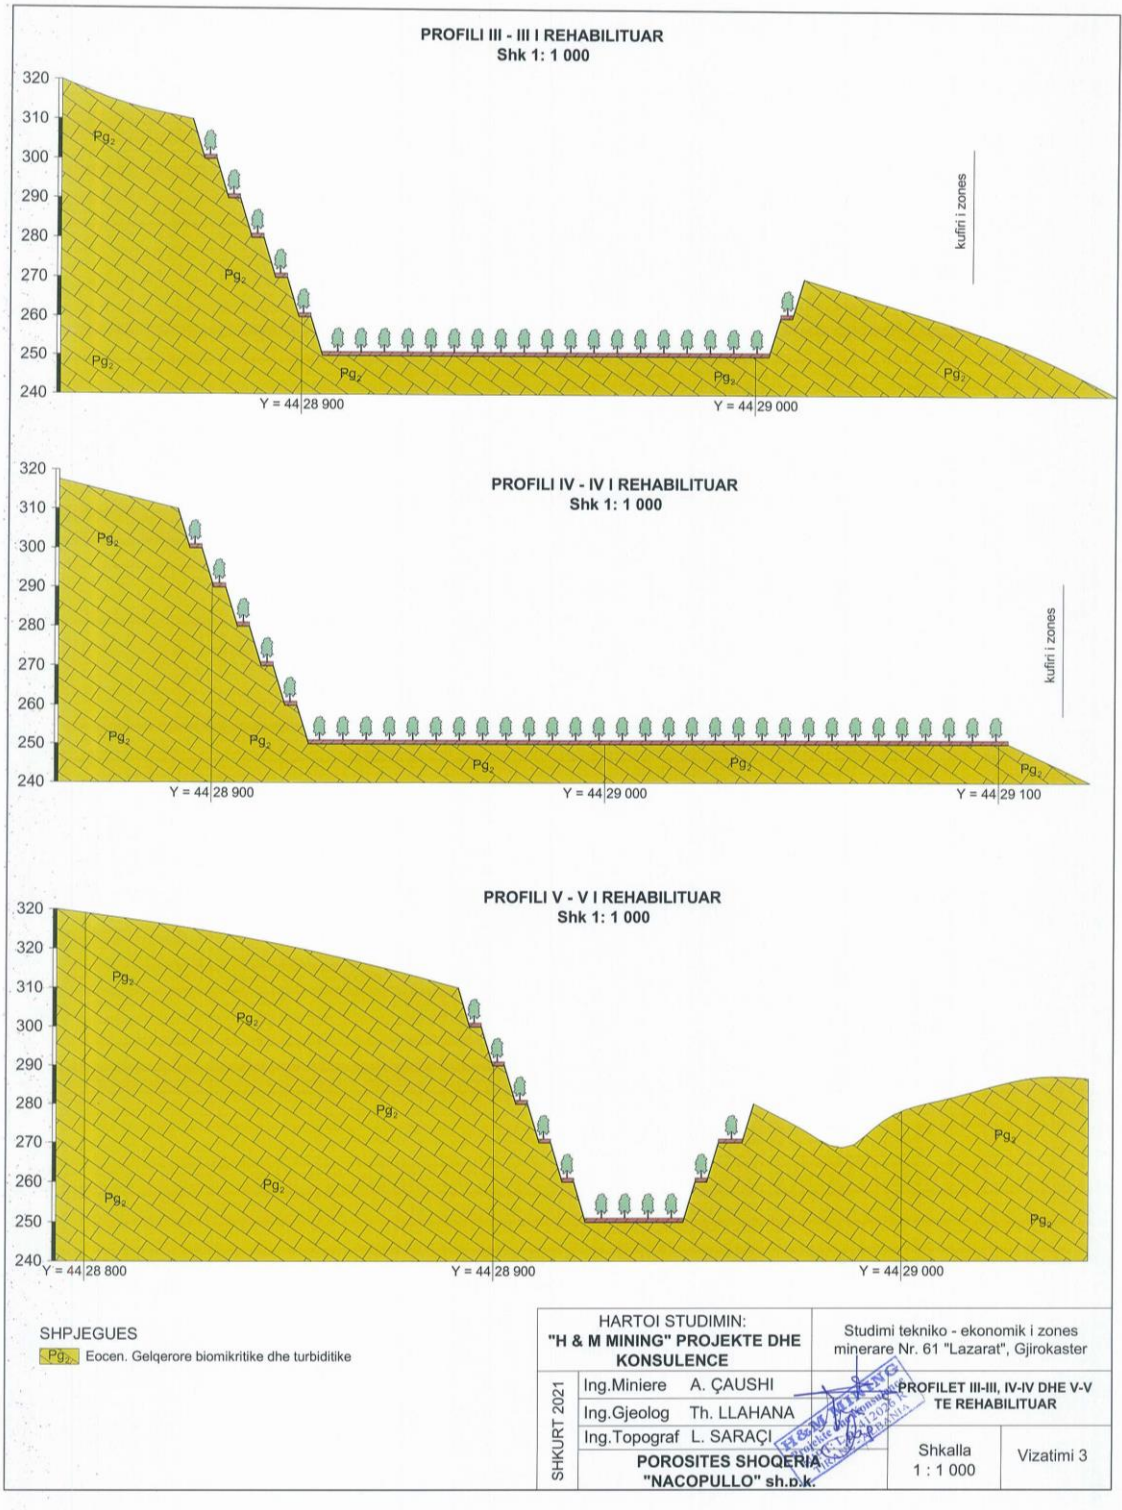 PROFILI III - III I REHABILITUAR
Shk 1: 1 000
320
310
300
290
280
270
260
250
240
Pg2
Pg2
Pg2
Pg2
Pg2
Pg2
kufiri i zones
Y = 44 28 900
Y = 44 29 000
PROFILI IV - IV I REHABILITUAR
Shk 1: 1 000
320
310
300
290
280
270
260
250
240
Pg2
Pg2
Pg2
Pg2
Pg2
Pg2
kufiri i zones
Y = 44 28 900
Y = 44 29 000
Y = 44 29 100
PROFILI V - V I REHABILITUAR
Shk 1: 1 000
320
320
310
300
290
280
270
260
250
240
Pg2
Pg2
Pg2
Pg2
Pg2
Pg2
Pg2
Y = 44 28 800
Y = 44 28 900
Y = 44 29 000
SHPJEGUES
Pg2 Eocen. Gelqerore biomikritike dhe turbiditike
HARTOI STUDIMIN:
"H & M MINING" PROJEKTE DHE
KONSULENCE
Studimi tekniko - ekonomik i zones
minerare Nr. 61 "Lazarat", Gjirokaster
SHKURT 2021
Ing.Miniere A. ÇAUSHI
Ing.Gjeolog Th. LLAHANA
Ing.Topograf L. SARAÇI
POROSITES SHOQERIA
"NACOPULLO" sh.p.k.
PROFILET III-III, IV-IV DHE V-V
TE REHABILITUAR
Shkalla
1 : 1 000
Vizatimi 3
H & M MINING
Projekte dhe Konsulence
TIRANE-ALBANIA